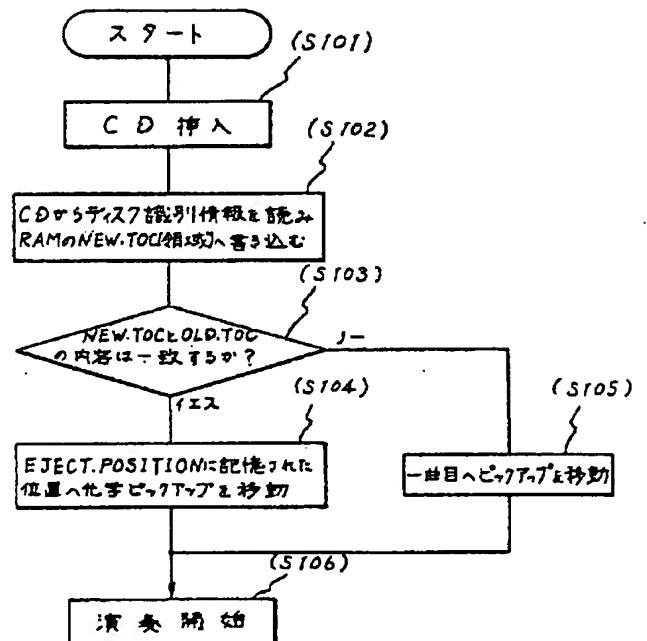 スタート
(S101)
CD挿入
(S102)
CDからディスク識別情報を読み
RAMのNEW.TOC領域へ書き込む
(S103)
NEW.TOCとOLD.TOC
の内容は一致するか?
ノー
イエス
(S104)
(S105)
EJECT.POSITIONに記憶された
位置へ化学ピックアップを移動
一曲目へピックアップを移動
(S106)
演奏開始